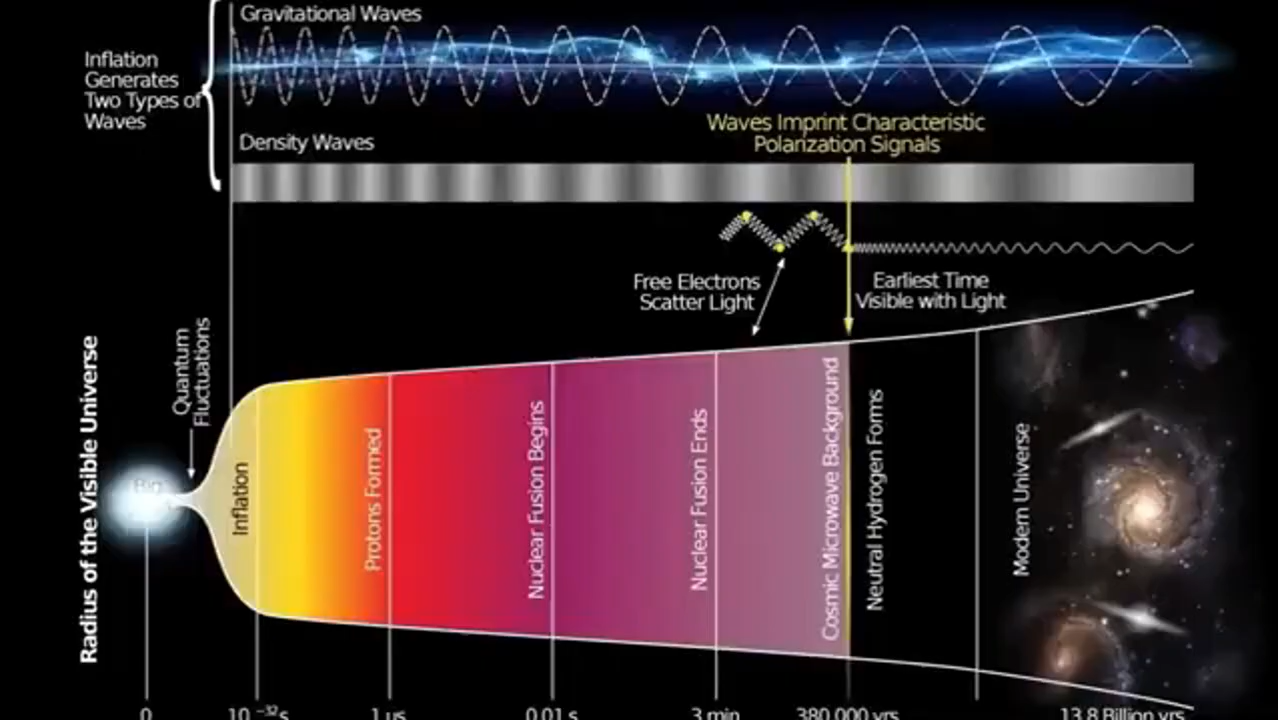 Gravitational Waves
Inflation
Generates
Two Types of
Waves
Waves Imprint Characteristic
Polarization Signals
Density Waves
Free Electrons
Scatter Light
Earliest Time
Visible with Light
Radius of the Visible Universe
Quantum
Fluctuations
Big
Inflation
Protons Formed
Nuclear Fusion Begins
Nuclear Fusion Ends
Cosmic Microwave Background
Neutral Hydrogen Forms
Modern Universe
0
10⁻³²s
1 µs
0.01 s
3 min
380,000 yrs
13.8 Billion yrs